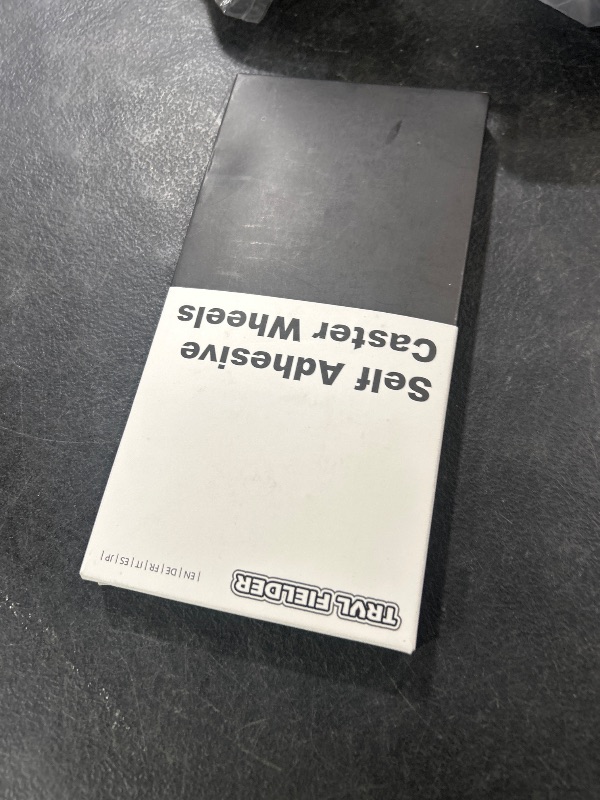 TRVL FIELDER
| EN | DE | FR | IT | ES | JP |
Self Adhesive
Caster Wheels